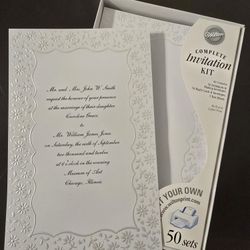 Mr. and Mrs. John W. Smith
request the honour of your presence
at the marriage of their daughter
Caroline Grace
to
Mr. William James Jones
on Saturday, the sixth of September
two thousand and twelve
at 6 o'clock in the evening
Museum of Art
Chicago, Illinois
Wilton
COMPLETE
Invitation
KIT
PRINT YOUR OWN
50 sets